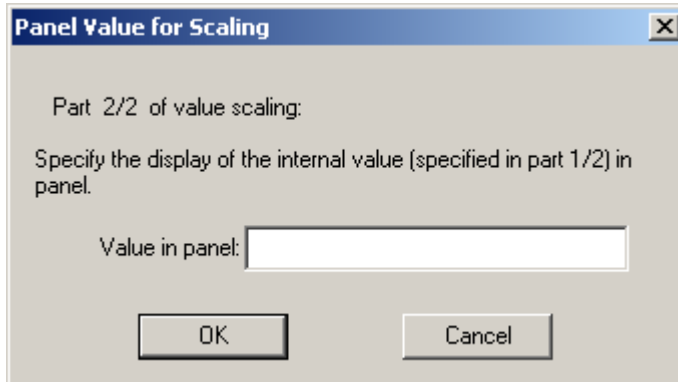 Panel Value for Scaling
Part 2/2 of value scaling:
Specify the display of the internal value (specified in part 1/2) in
panel.
Value in panel:
OK Cancel